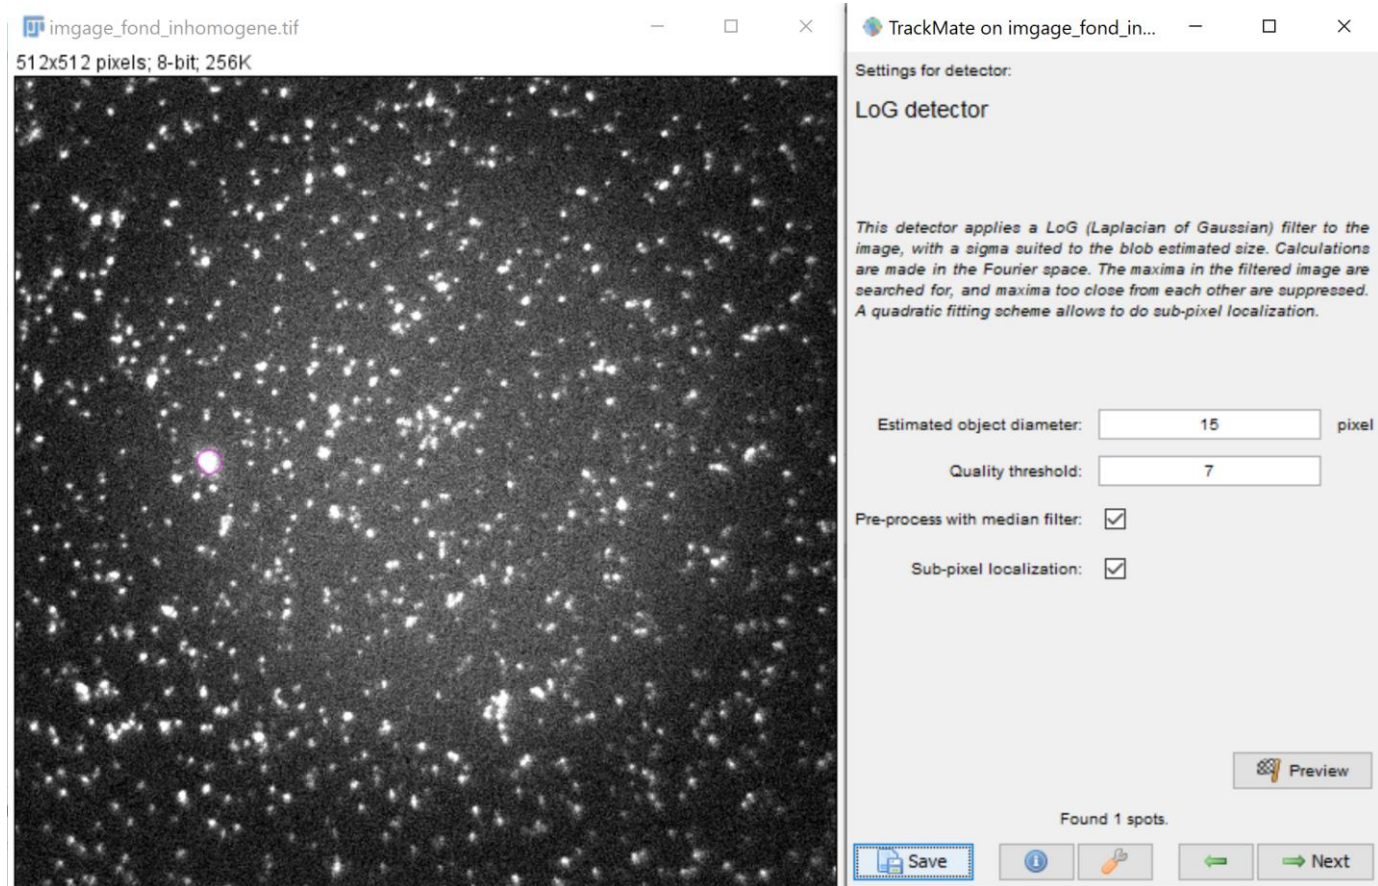 imgage_fond_inhomogene.tif
512x512 pixels; 8-bit; 256K
TrackMate on imgage_fond_in...
Settings for detector:
LoG detector
This detector applies a LoG (Laplacian of Gaussian) filter to the
image, with a sigma suited to the blob estimated size. Calculations
are made in the Fourier space. The maxima in the filtered image are
searched for, and maxima too close from each other are suppressed.
A quadratic fitting scheme allows to do sub-pixel localization.
Estimated object diameter: 15 pixel
Quality threshold: 7
Pre-process with median filter:
Sub-pixel localization:
Preview
Found 1 spots.
Save Next